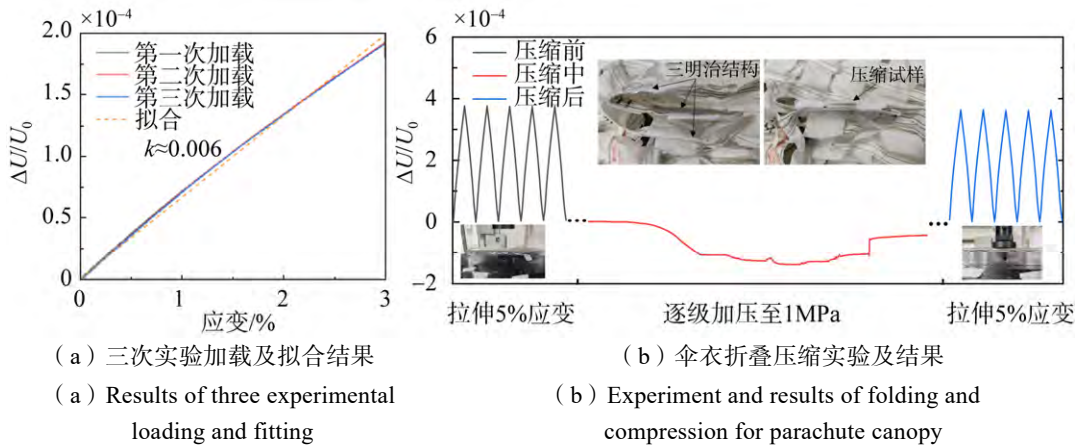 ×10⁻⁴
2.0
1.5
1.0
0.5
0
ΔU/U₀
第一次加载
第二次加载
第三次加载
拟合
k≈0.006
0
1
2
3
应变/%
×10⁻⁴
6
4
2
0
−2
ΔU/U₀
压缩前
压缩中
压缩后
三明治结构
压缩试样
拉伸5%应变
逐级加压至1MPa
拉伸5%应变
（a）三次实验加载及拟合结果
（a）Results of three experimental
loading and fitting
（b）伞衣折叠压缩实验及结果
（b）Experiment and results of folding and
compression for parachute canopy